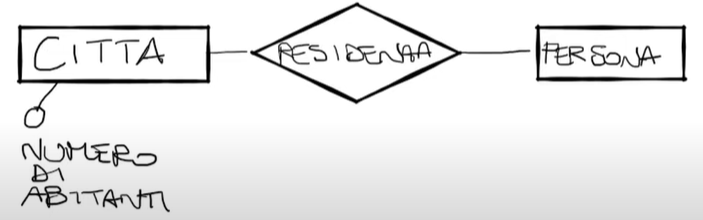 CITTA
RESIDENZA
PERSONA
NUMERO
DI
ABITANTI